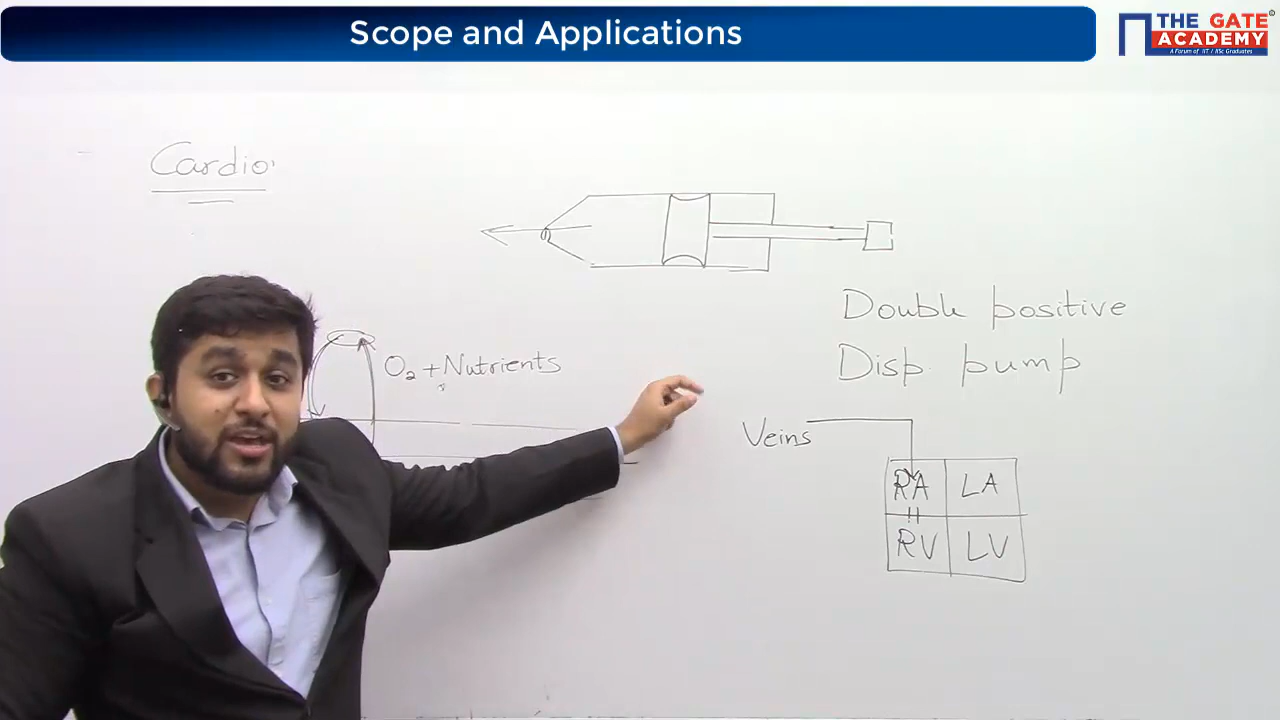 Scope and Applications
THE GATE
ACADEMY
A Forum of IIT / IISc Graduates
©
Cardio.
O₂ + Nutrients
Double positive
Disp. pump
Veins
RA LA
RV LV